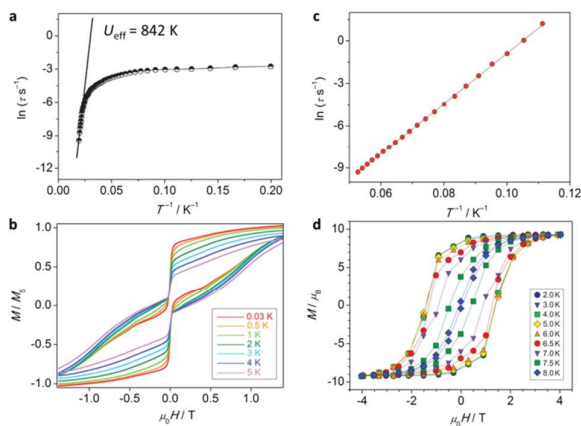 a
U_eff = 842 K
ln (τ s⁻¹)
0
-3
-6
-9
-12
0.00 0.05 0.10 0.15 0.20
T⁻¹ / K⁻¹
c
ln (τ s⁻¹)
0
-3
-6
-9
0.06 0.08 0.10 0.12
T⁻¹ / K⁻¹
b
M / M_S
1.0
0.5
0.0
-0.5
-1.0
0.03 K
0.5 K
1 K
2 K
3 K
4 K
5 K
-1.0 -0.5 0.0 0.5 1.0
μ₀H / T
d
M / μ_B
10
5
0
-5
-10
2.0 K
3.0 K
4.0 K
5.0 K
6.0 K
6.5 K
7.0 K
7.5 K
8.0 K
-4 -2 0 2 4
μ₀H / T